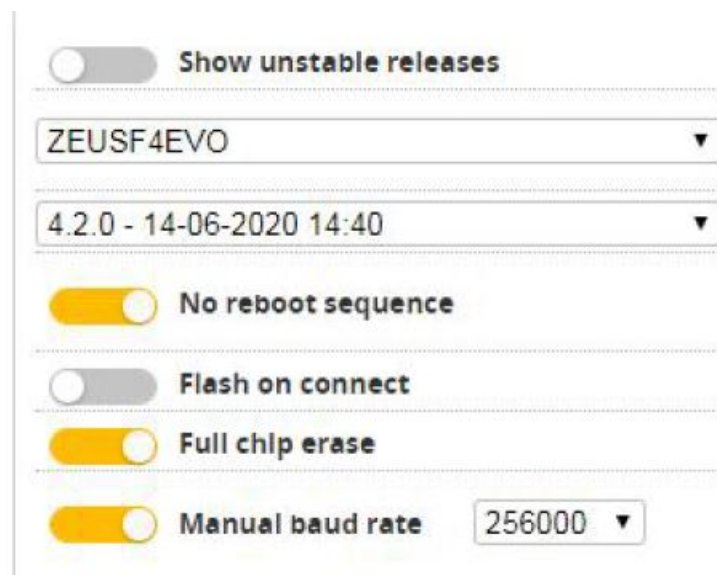 Show unstable releases
ZEUSF4EVO
4.2.0 - 14-06-2020 14:40
No reboot sequence
Flash on connect
Full chip erase
Manual baud rate 256000